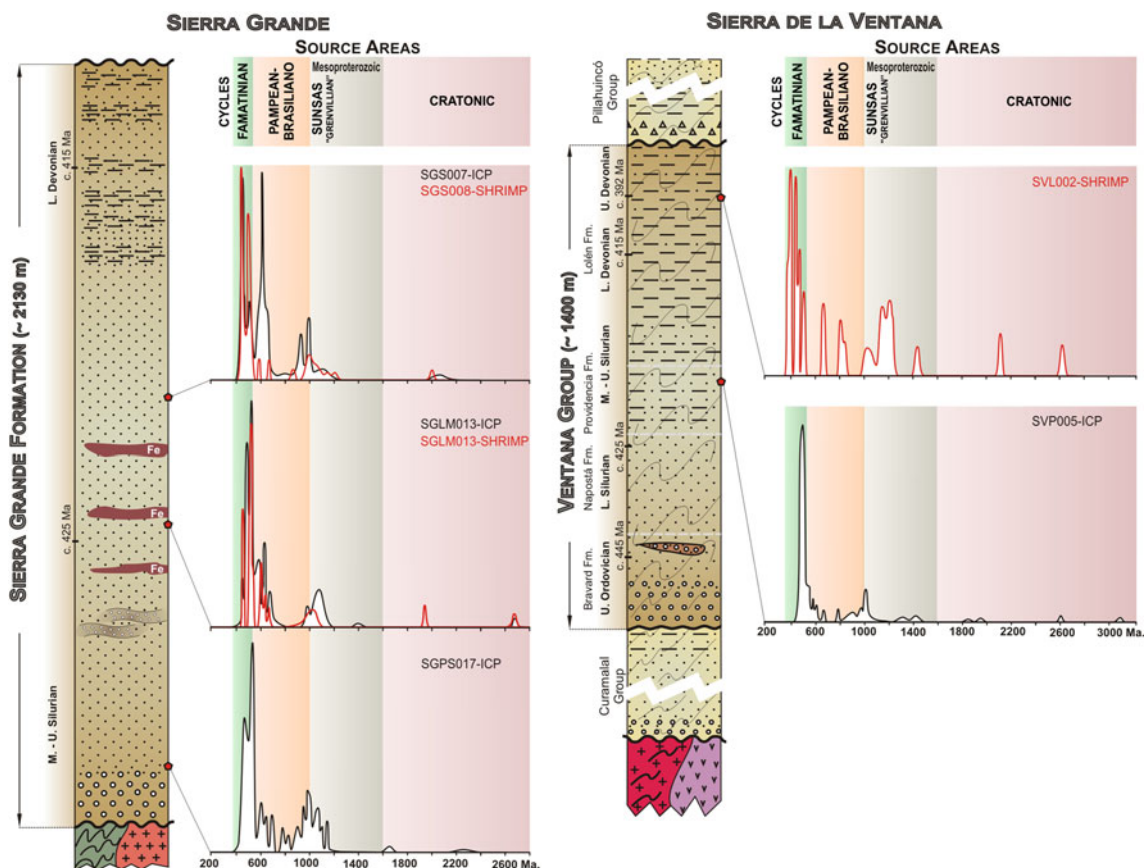 SIERRA GRANDE
SOURCE AREAS
CYCLES
FAMATINIAN
PAMPEAN-
BRASILIANO
SUNSAS
"GRENVILLIAN"
Mesoproterozoic
CRATONIC
SIERRA GRANDE FORMATION (~ 2130 m)
L. Devonian
c. 415 Ma
c. 425 Ma
M. - U. Silurian
Fe
Fe
Fe
SGS007-ICP
SGS008-SHRIMP
SGLM013-ICP
SGLM013-SHRIMP
SGPS017-ICP
200 600 1000 1400 1800 2200 2600 Ma.
SIERRA DE LA VENTANA
SOURCE AREAS
CYCLES
FAMATINIAN
PAMPEAN-
BRASILIANO
SUNSAS
"GRENVILLIAN"
Mesoproterozoic
CRATONIC
VENTANA GROUP (~ 1400 m)
Pillahuincó
Group
Lolén Fm.
Providencia Fm.
Napostá Fm.
Bravard Fm.
Curamalal
Group
U. Devonian
c. 392 Ma
L. Devonian
c. 415 Ma
M. - U. Silurian
c. 425 Ma
L. Silurian
c. 445 Ma
U. Ordovician
SVL002-SHRIMP
SVP005-ICP
200 600 1000 1400 1800 2200 2600 3000 Ma.